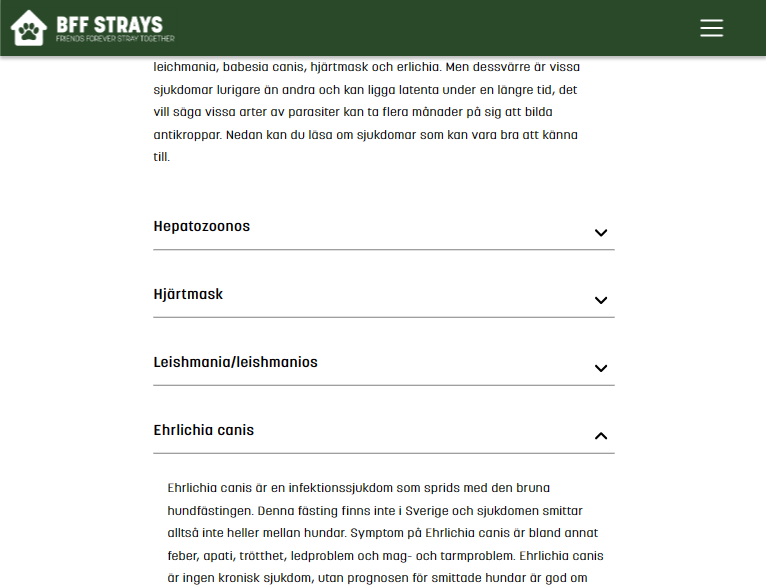 BFF STRAYS
FRIENDS FOREVER STRAY TOGETHER
leichmania, babesia canis, hjärtmask och erlichia. Men dessvärre är vissa
sjukdomar lurigare än andra och kan ligga latenta under en längre tid, det
vill säga vissa arter av parasiter kan ta flera månader på sig att bilda
antikroppar. Nedan kan du läsa om sjukdomar som kan vara bra att känna
till.
Hepatozoonos
Hjärtmask
Leishmania/leishmanios
Ehrlichia canis
Ehrlichia canis är en infektionssjukdom som sprids med den bruna
hundfästingen. Denna fästing finns inte i Sverige och sjukdomen smittar
alltså inte heller mellan hundar. Symptom på Ehrlichia canis är bland annat
feber, apati, trötthet, ledproblem och mag- och tarmproblem. Ehrlichia canis
är ingen kronisk sjukdom, utan prognosen för smittade hundar är god om